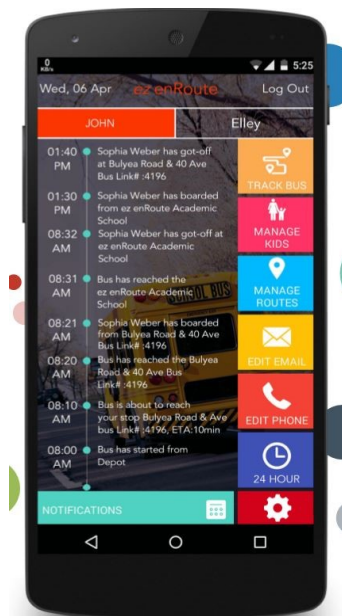 0
KB/s
5:25
Wed, 06 Apr
ez enRoute
Log Out
JOHN
Elley
01:40
PM
Sophia Weber has got-off
at Bulyea Road & 40 Ave
Bus Link# :4196
01:30
PM
Sophia Weber has boarded
from ez enRoute Academic
School
08:32
AM
Sophia Weber has got-off at
ez enRoute Academic
School
08:31
AM
Bus has reached the
ez enRoute Academic
School
08:21
AM
Sophia Weber has boarded
from Bulyea Road & 40 Ave
Bus Link# :4196
08:20
AM
Bus has reached the Bulyea
Road & 40 Ave Bus
Link# :4196
08:10
AM
Bus is about to reach
your stop Bulyea Road & Ave
bus Link# :4196, ETA:10min
08:00
AM
Bus has started from
Depot
SCHOOL BUS
TRACK BUS
MANAGE
KIDS
MANAGE
ROUTES
EDIT EMAIL
EDIT PHONE
24 HOUR
NOTIFICATIONS